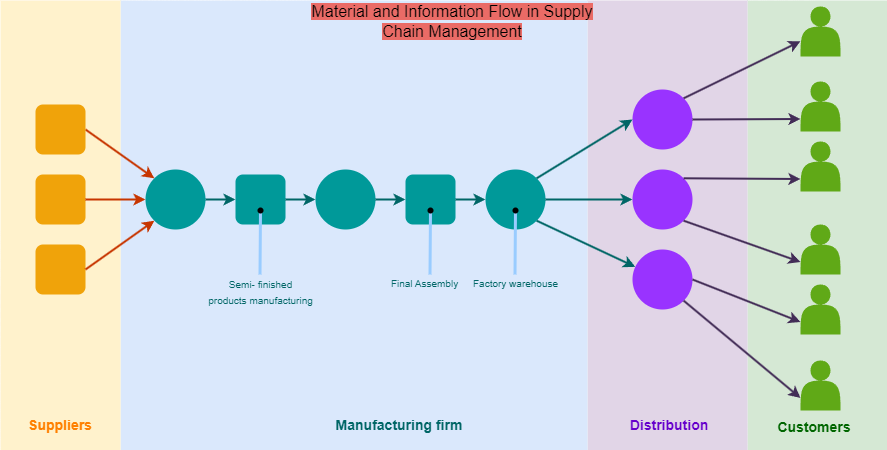 Material and Information Flow in Supply
Chain Management
Semi- finished
products manufacturing
Final Assembly
Factory warehouse
Suppliers
Manufacturing firm
Distribution
Customers